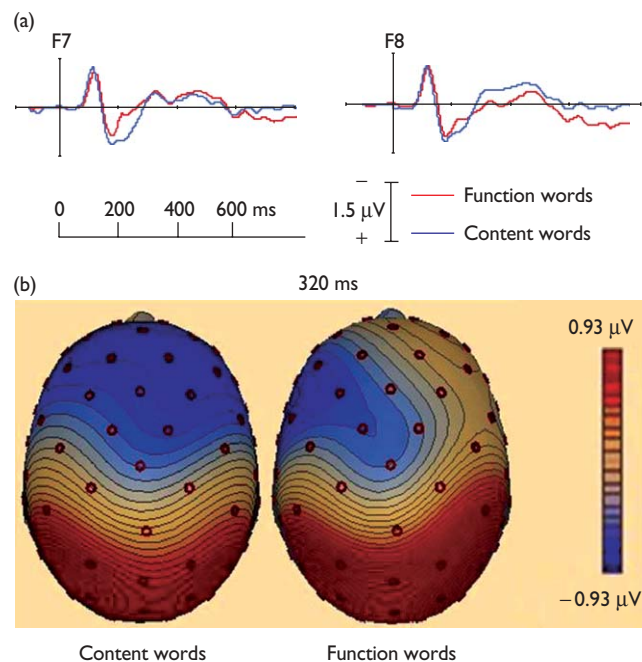 (a)
F7
F8
0 200 400 600 ms
−
1.5 μV
+
Function words
Content words
(b)
320 ms
0.93 μV
−0.93 μV
Content words
Function words